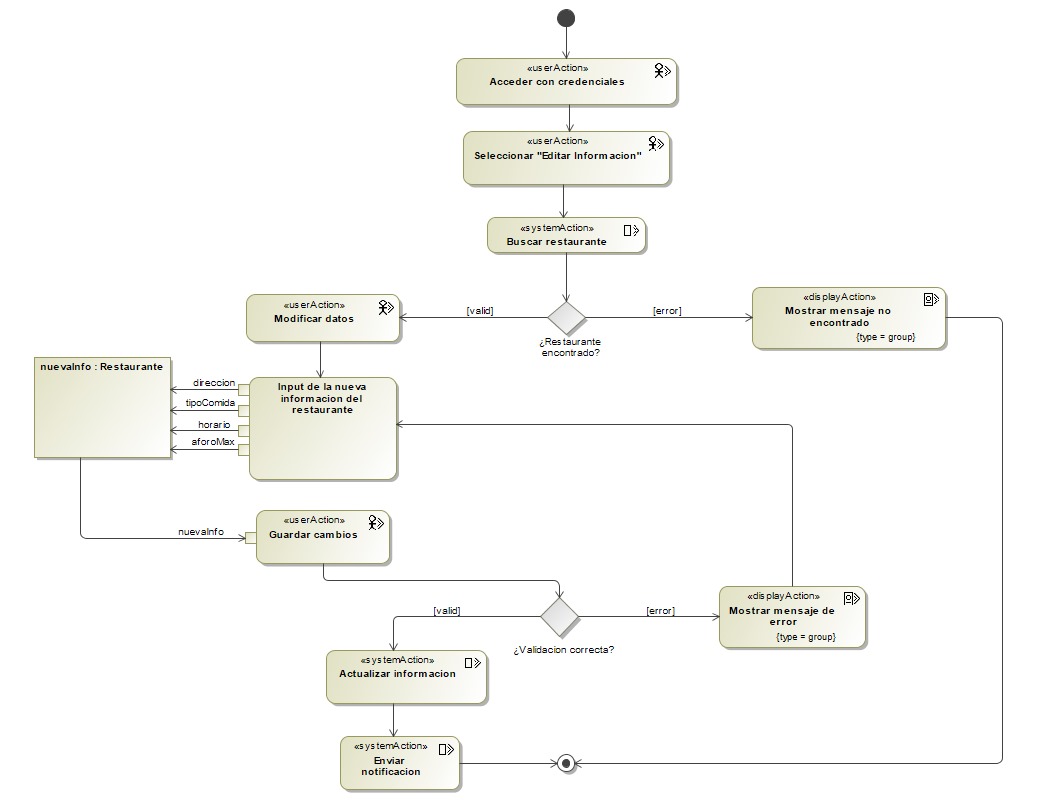 «userAction»
Acceder con credenciales
«userAction»
Seleccionar "Editar Informacion"
«systemAction»
Buscar restaurante
«userAction»
Modificar datos
[valid]
[error]
¿Restaurante
encontrado?
«displayAction»
Mostrar mensaje no
encontrado
{type = group}
nuevaInfo : Restaurante
direccion
tipoComida
horario
aforoMax
Input de la nueva
informacion del
restaurante
nuevaInfo
«userAction»
Guardar cambios
[valid]
[error]
¿Validacion correcta?
«displayAction»
Mostrar mensaje de
error
{type = group}
«systemAction»
Actualizar informacion
«systemAction»
Enviar
notificacion